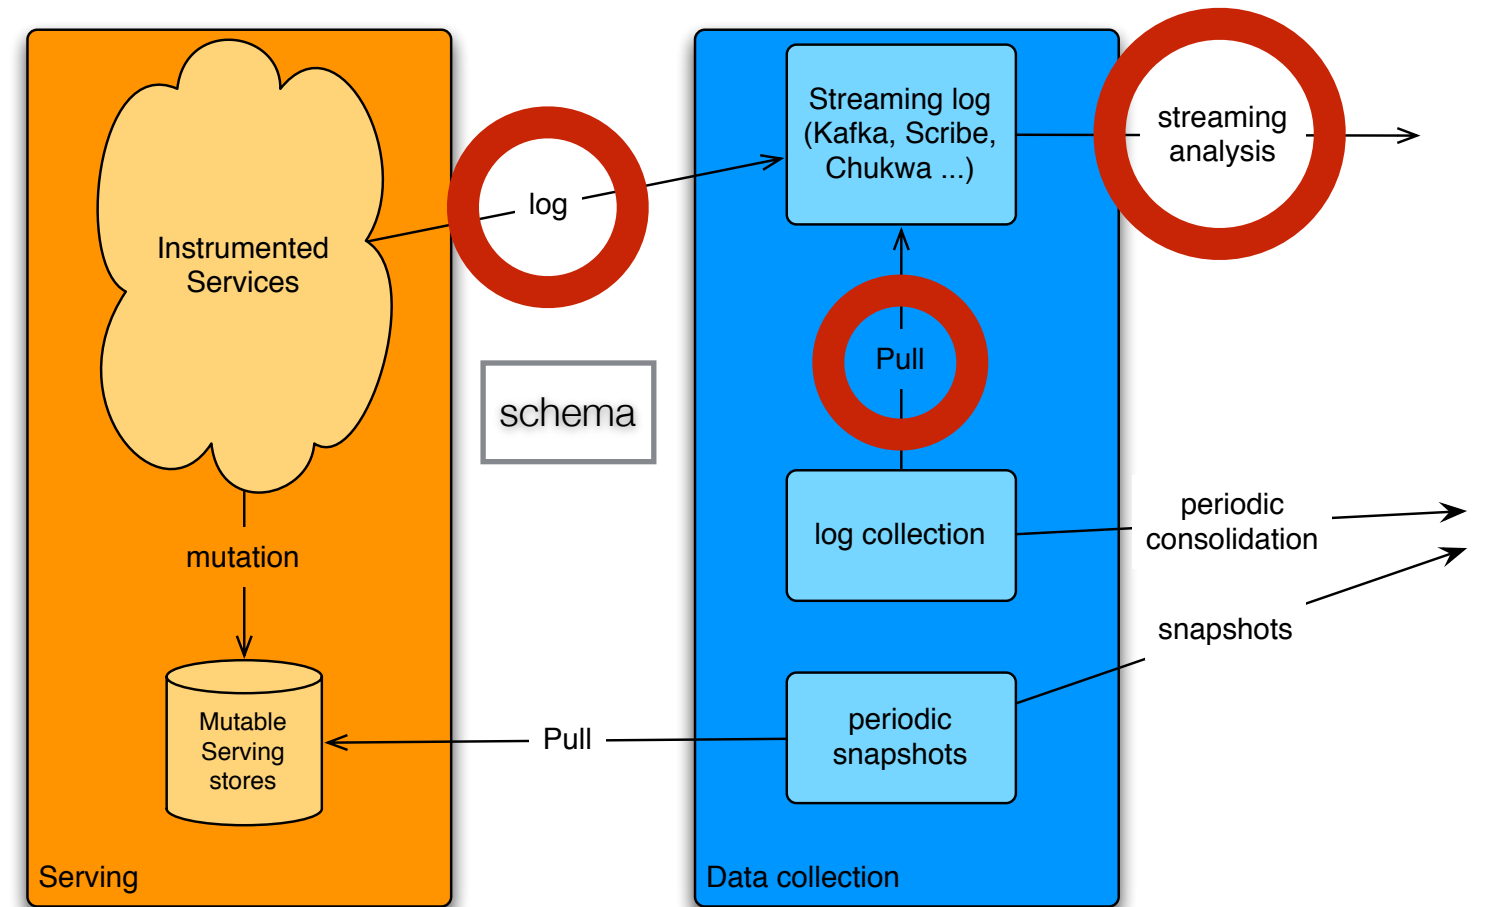 Instrumented
Services
mutation
Mutable
Serving
stores
Serving
log
schema
Pull
Streaming log
(Kafka, Scribe,
Chukwa ...)
Pull
log collection
periodic
snapshots
Data collection
streaming
analysis
periodic
consolidation
snapshots